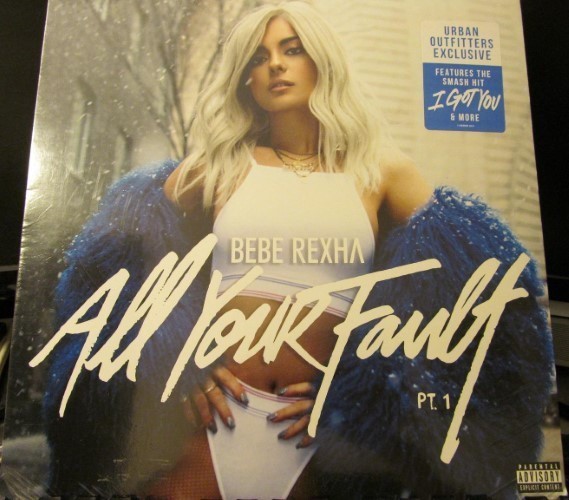 URBAN
OUTFITTERS
EXCLUSIVE
FEATURES THE
SMASH HIT
I GOT YOU
& MORE
BEBE REXHA
All Your Fault
PT. 1
PARENTAL
ADVISORY
EXPLICIT CONTENT